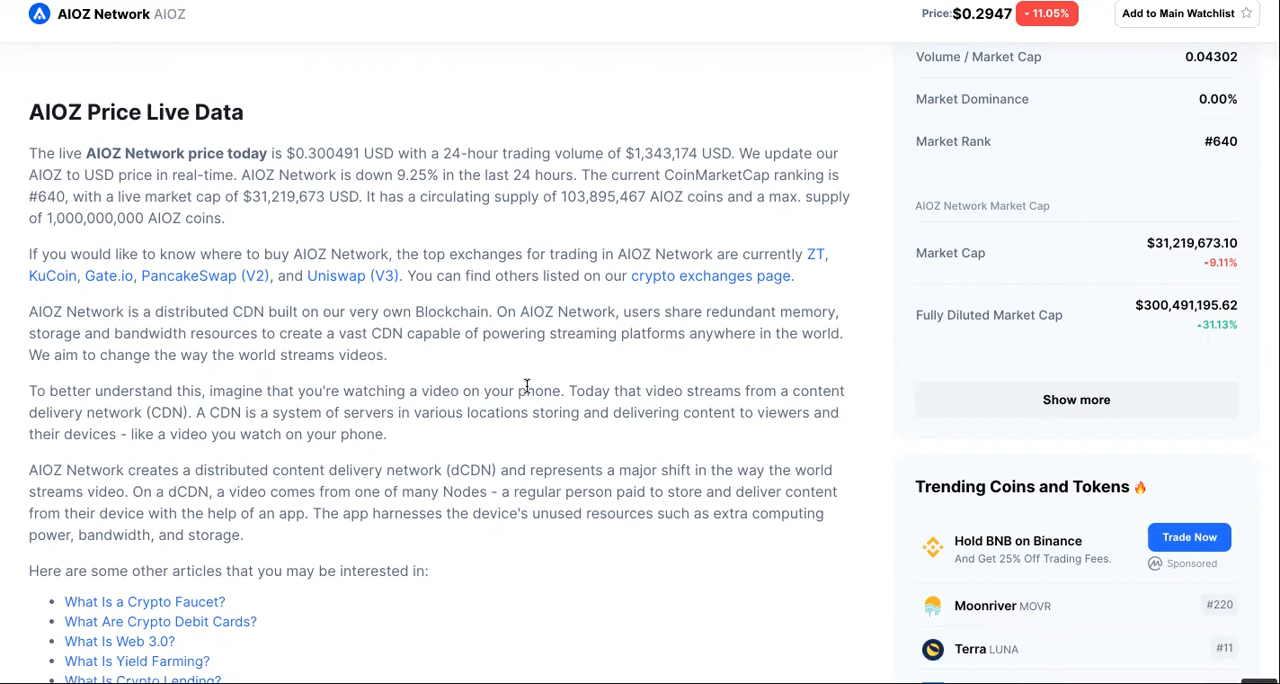 AIOZ Network AIOZ
Price:$0.2947 11.05%
Add to Main Watchlist
AIOZ Price Live Data
The live AIOZ Network price today is $0.300491 USD with a 24-hour trading volume of $1,343,174 USD. We update our
AIOZ to USD price in real-time. AIOZ Network is down 9.25% in the last 24 hours. The current CoinMarketCap ranking is
#640, with a live market cap of $31,219,673 USD. It has a circulating supply of 103,895,467 AIOZ coins and a max. supply
of 1,000,000,000 AIOZ coins.
If you would like to know where to buy AIOZ Network, the top exchanges for trading in AIOZ Network are currently ZT,
KuCoin, Gate.io, PancakeSwap (V2), and Uniswap (V3). You can find others listed on our crypto exchanges page.
AIOZ Network is a distributed CDN built on our very own Blockchain. On AIOZ Network, users share redundant memory,
storage and bandwidth resources to create a vast CDN capable of powering streaming platforms anywhere in the world.
We aim to change the way the world streams videos.
To better understand this, imagine that you're watching a video on your phone. Today that video streams from a content
delivery network (CDN). A CDN is a system of servers in various locations storing and delivering content to viewers and
their devices - like a video you watch on your phone.
AIOZ Network creates a distributed content delivery network (dCDN) and represents a major shift in the way the world
streams video. On a dCDN, a video comes from one of many Nodes - a regular person paid to store and deliver content
from their device with the help of an app. The app harnesses the device's unused resources such as extra computing
power, bandwidth, and storage.
Here are some other articles that you may be interested in:
• What Is a Crypto Faucet?
• What Are Crypto Debit Cards?
• What Is Web 3.0?
• What Is Yield Farming?
• What Is Crypto Lending?
Volume / Market Cap 0.04302
Market Dominance 0.00%
Market Rank #640
AIOZ Network Market Cap
Market Cap $31,219,673.10
9.11%
Fully Diluted Market Cap $300,491,195.62
31.13%
Show more
Trending Coins and Tokens 🔥
Hold BNB on Binance
And Get 25% Off Trading Fees.
Trade Now
Sponsored
Moonriver MOVR #220
Terra LUNA #11